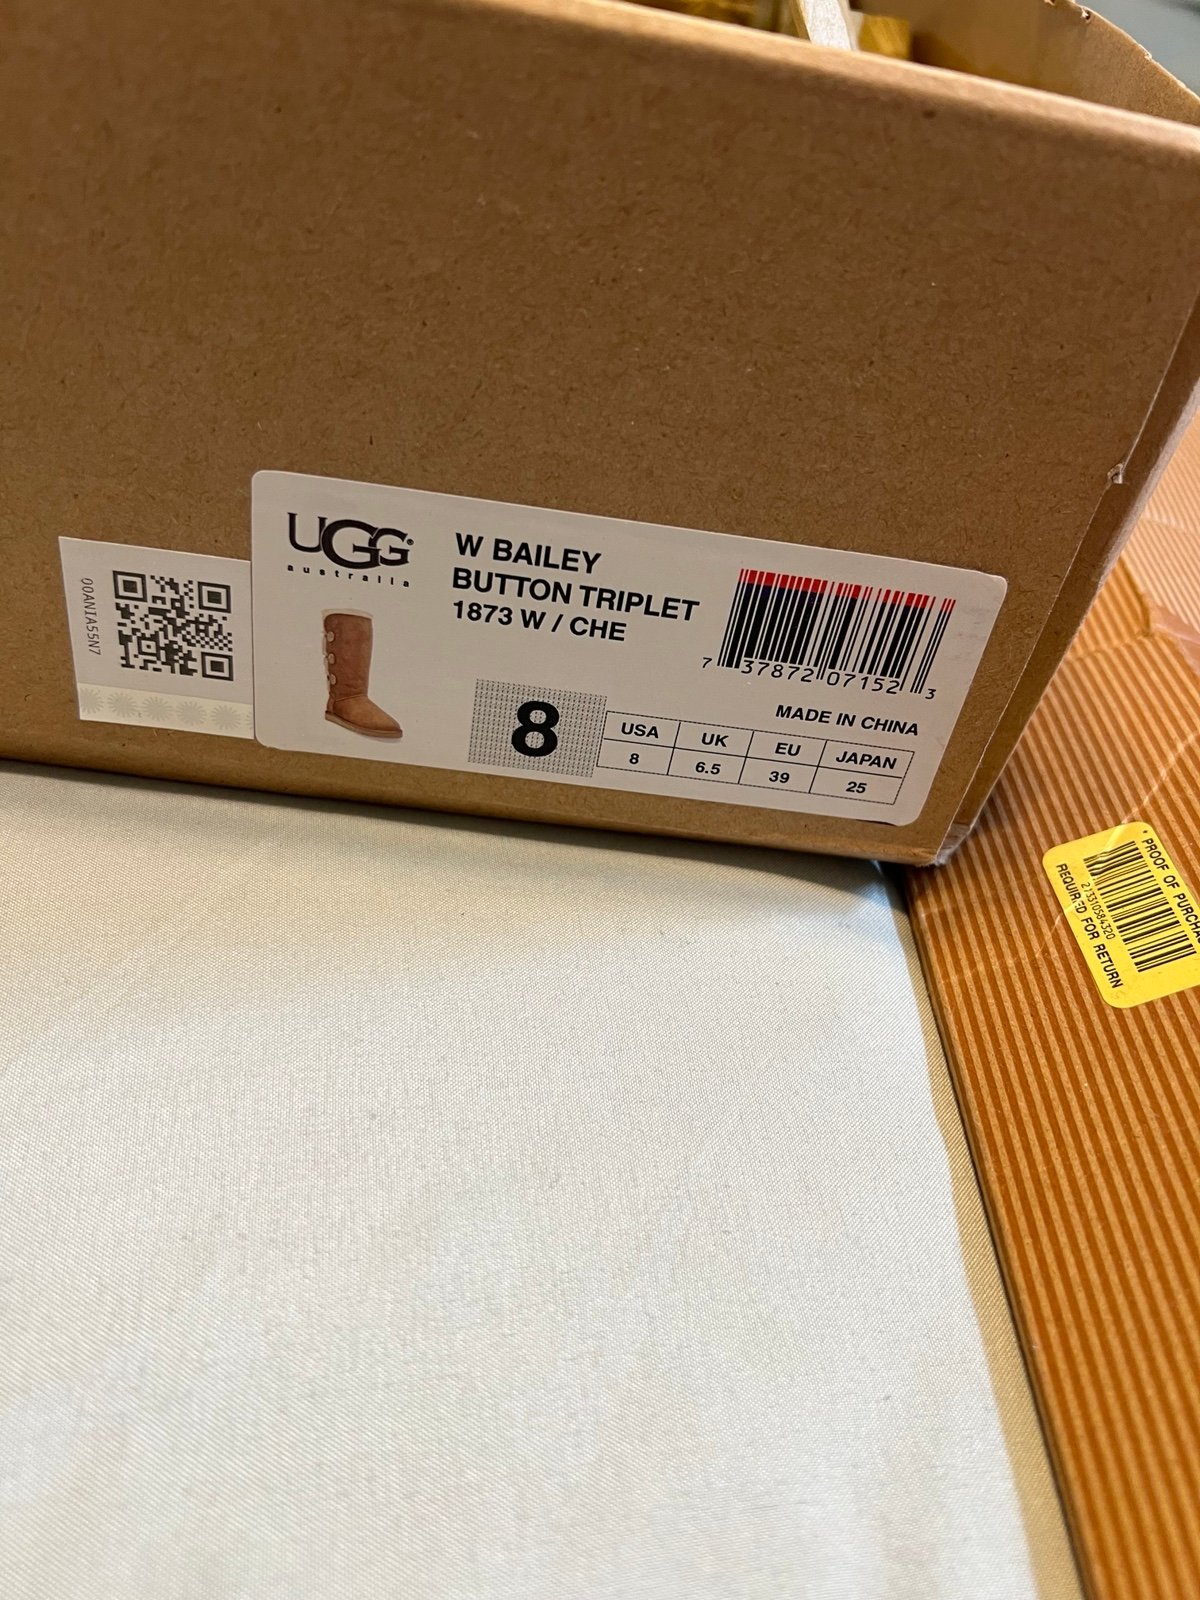 00ANIA55N7
UGG®
australia
W BAILEY
BUTTON TRIPLET
1873 W / CHE
7 37872 07152 3
MADE IN CHINA
8
USA UK EU JAPAN
8 6.5 39 25
* PROOF OF
273310584320
REQUIRED FOR RETURN